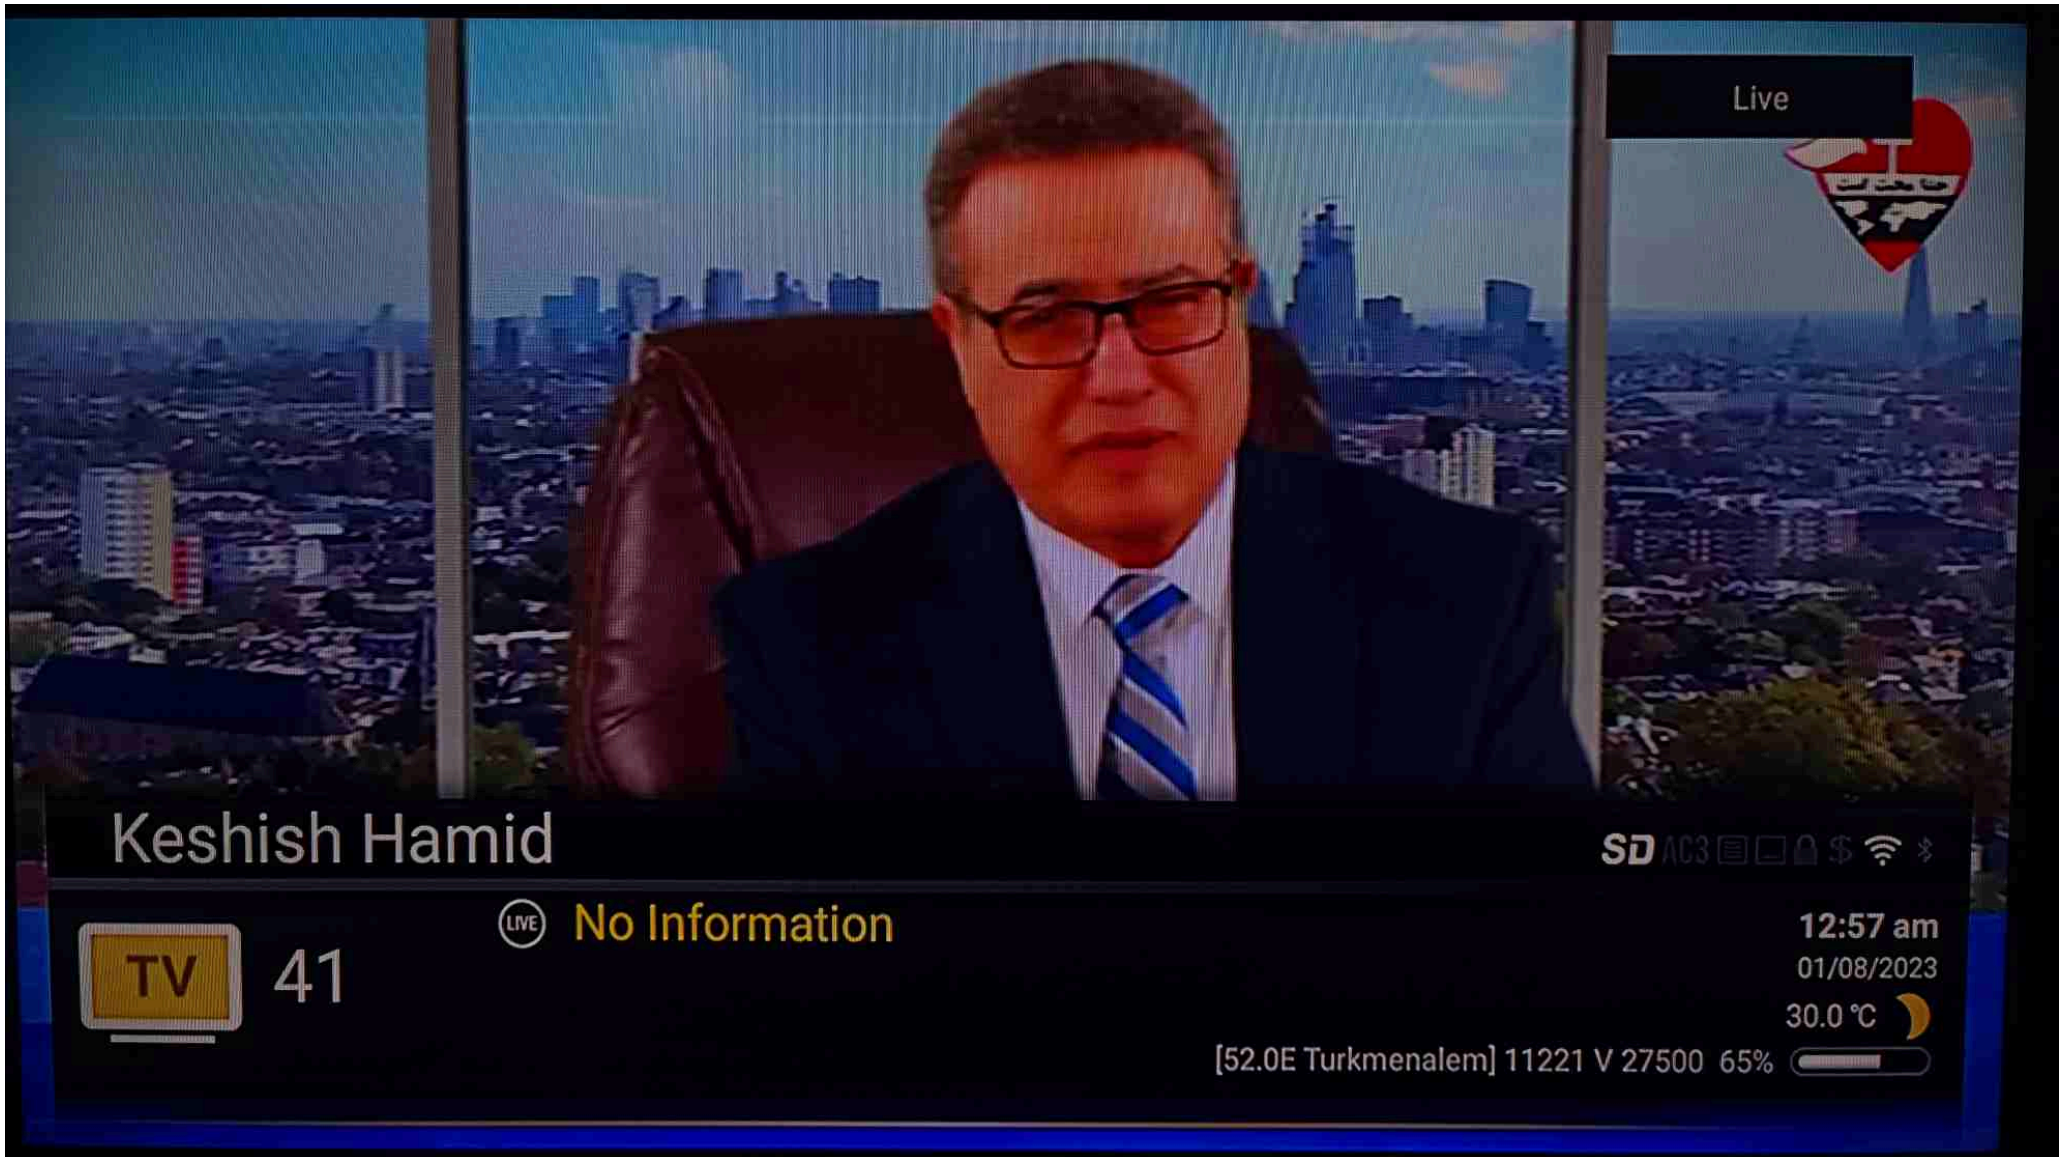 Live
Keshish Hamid
SD AC3 $
LIVE No Information
TV 41
12:57 am
01/08/2023
30.0 °C
[52.0E Turkmenalem] 11221 V 27500 65%